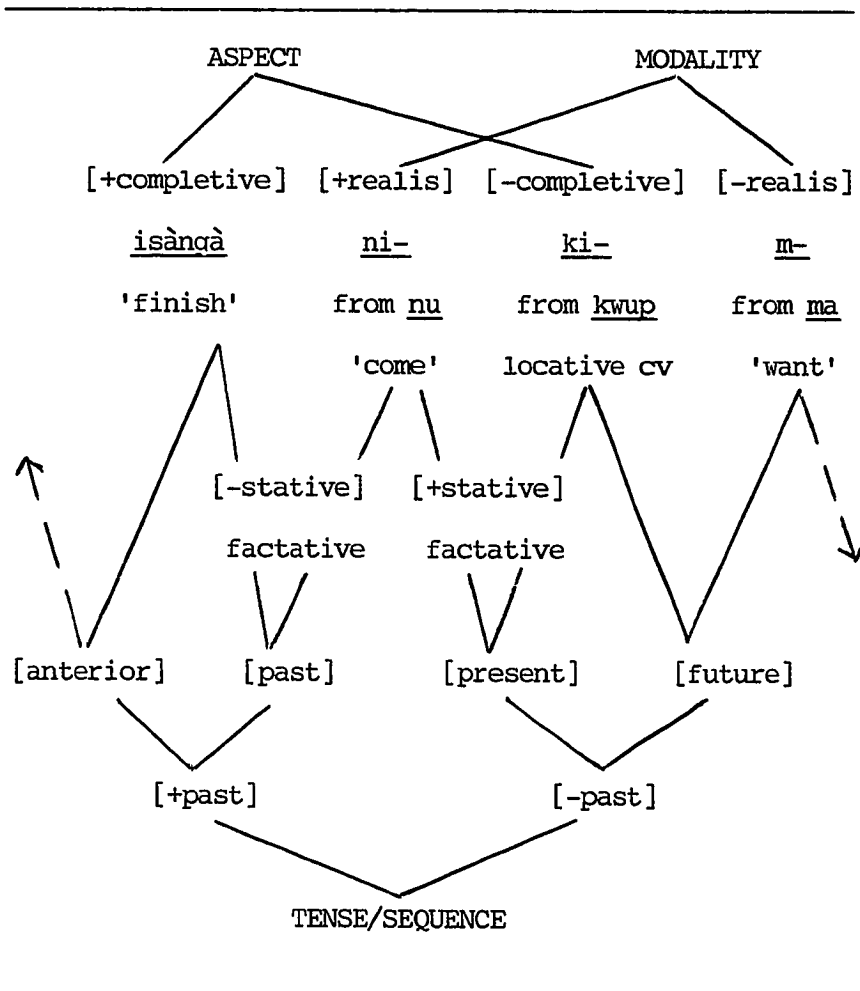 ASPECT MODALITY
[+completive] [+realis] [-completive] [-realis]
isàngà ni- ki- m-
'finish' from nu from kwup from ma
'come' locative cv 'want'
[-stative] [+stative]
factative factative
[anterior] [past] [present] [future]
[+past] [-past]
TENSE/SEQUENCE